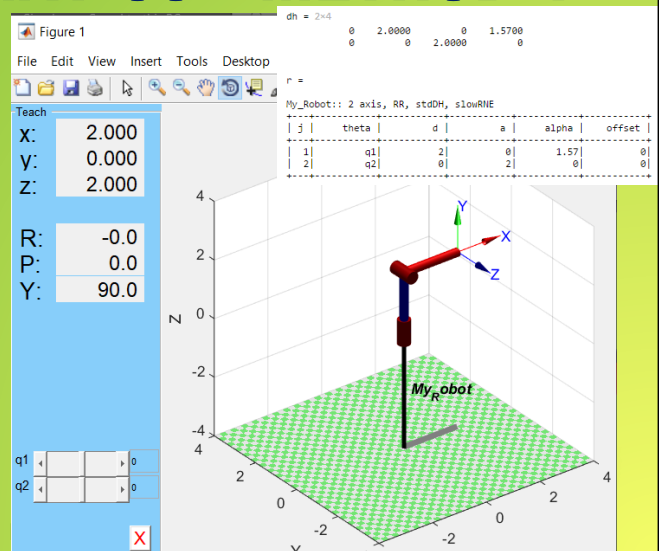 Figure 1
File Edit View Insert Tools Desktop
Teach
x: 2.000
y: 0.000
z: 2.000
R: -0.0
P: 0.0
Y: 90.0
q1 0
q2 0
X
dh = 2×4
0 2.0000 0 1.5700
0 0 2.0000 0
r =
My_Robot:: 2 axis, RR, stdDH, slowRNE
+---+-----------+-----------+-----------+-----------+-----------+
| j | theta | d | a | alpha | offset |
+---+-----------+-----------+-----------+-----------+-----------+
| 1| q1| 2| 0| 1.57| 0|
| 2| q2| 0| 2| 0| 0|
+---+-----------+-----------+-----------+-----------+-----------+
4
2
0
-2
-4
Z
Y
X
Z
My_Robot
4
2
0
-2
Y
-2
0
2
4